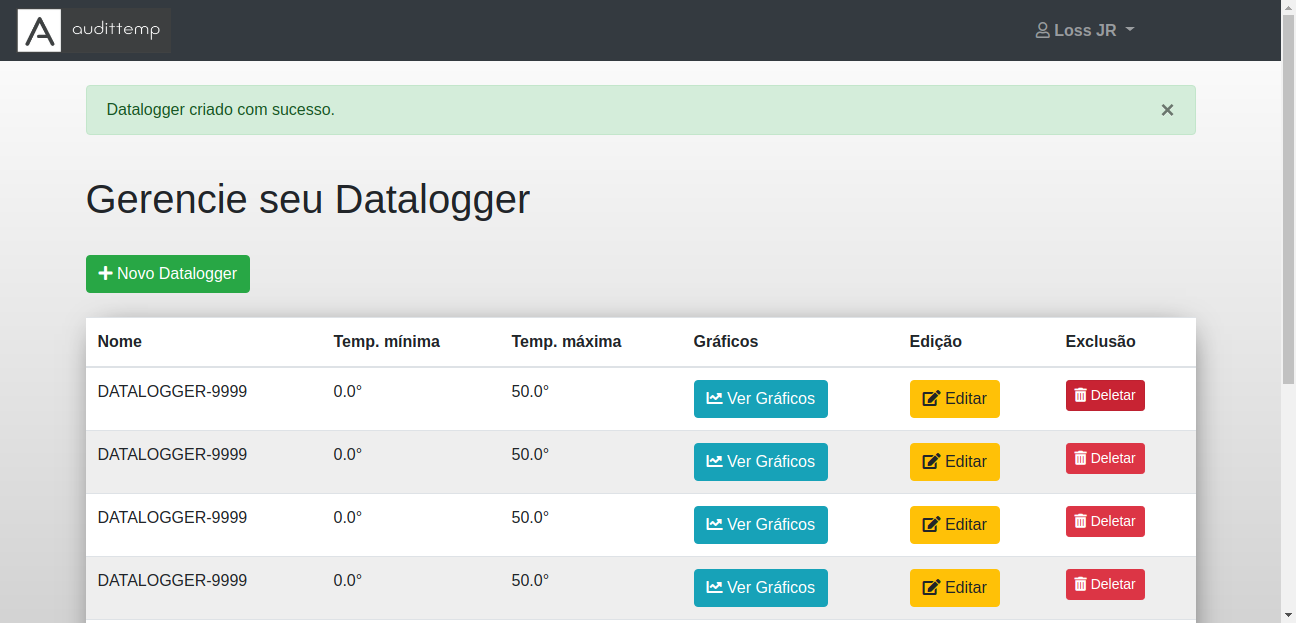 A audittemp
Loss JR
Datalogger criado com sucesso. ×
Gerencie seu Datalogger
Novo Datalogger
Nome Temp. mínima Temp. máxima Gráficos Edição Exclusão
DATALOGGER-9999 0.0° 50.0° Ver Gráficos Editar Deletar
DATALOGGER-9999 0.0° 50.0° Ver Gráficos Editar Deletar
DATALOGGER-9999 0.0° 50.0° Ver Gráficos Editar Deletar
DATALOGGER-9999 0.0° 50.0° Ver Gráficos Editar Deletar